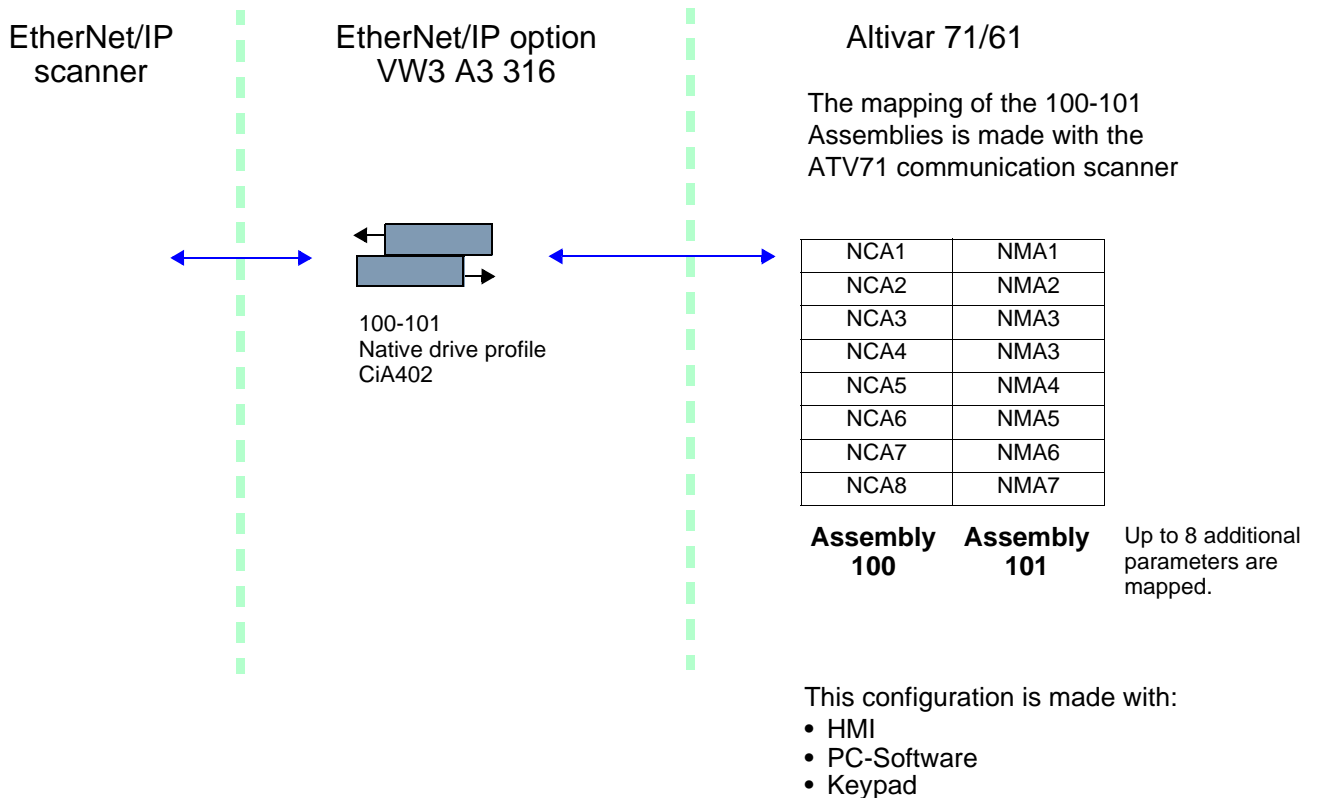 EtherNet/IP
scanner
EtherNet/IP option
VW3 A3 316
Altivar 71/61
The mapping of the 100-101
Assemblies is made with the
ATV71 communication scanner
100-101
Native drive profile
CiA402
NCA1 NMA1
NCA2 NMA2
NCA3 NMA3
NCA4 NMA3
NCA5 NMA4
NCA6 NMA5
NCA7 NMA6
NCA8 NMA7
Assembly
100
Assembly
101
Up to 8 additional
parameters are
mapped.
This configuration is made with:
• HMI
• PC-Software
• Keypad